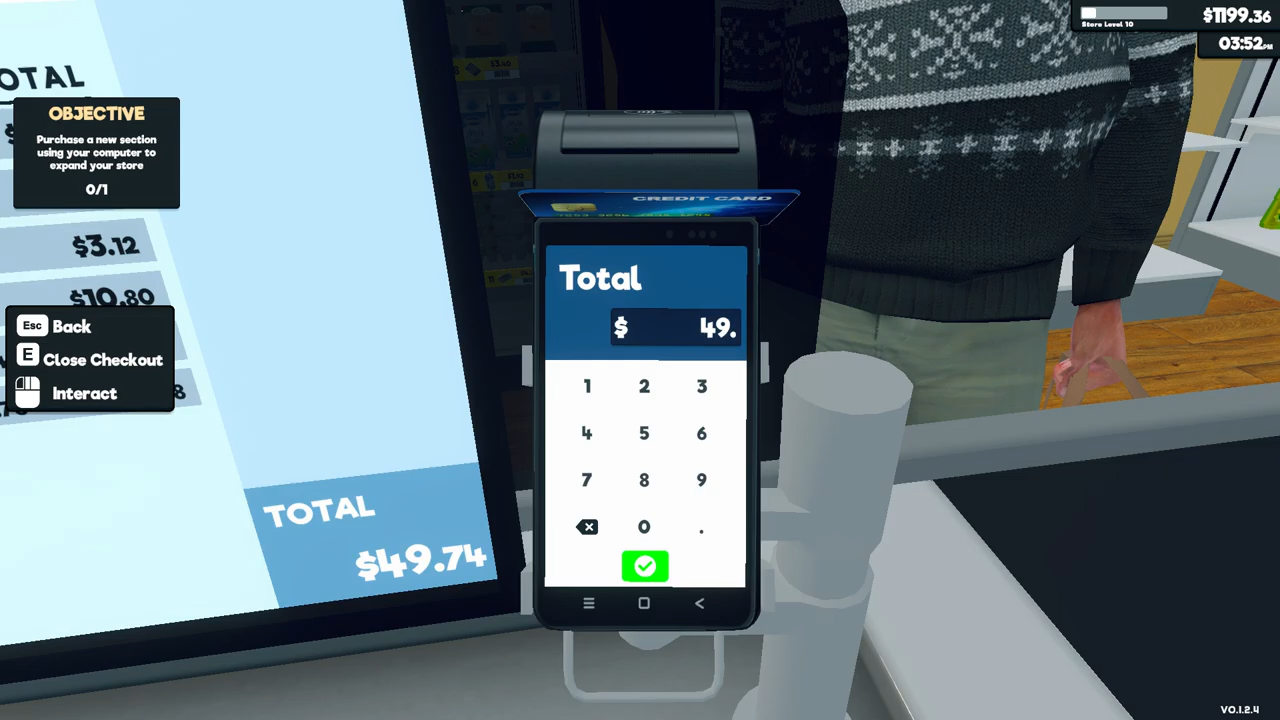 OTAL
OBJECTIVE
Purchase a new section
using your computer to
expand your store
0/1
$3.12
$10.80
Esc Back
E Close Checkout
Interact
8
TOTAL
$49.74
CREDIT CARD
Total
$ 49.
1 2 3
4 5 6
7 8 9
0 .
Store Level 10
$1199.36
03:52PM
V0.1.2.4